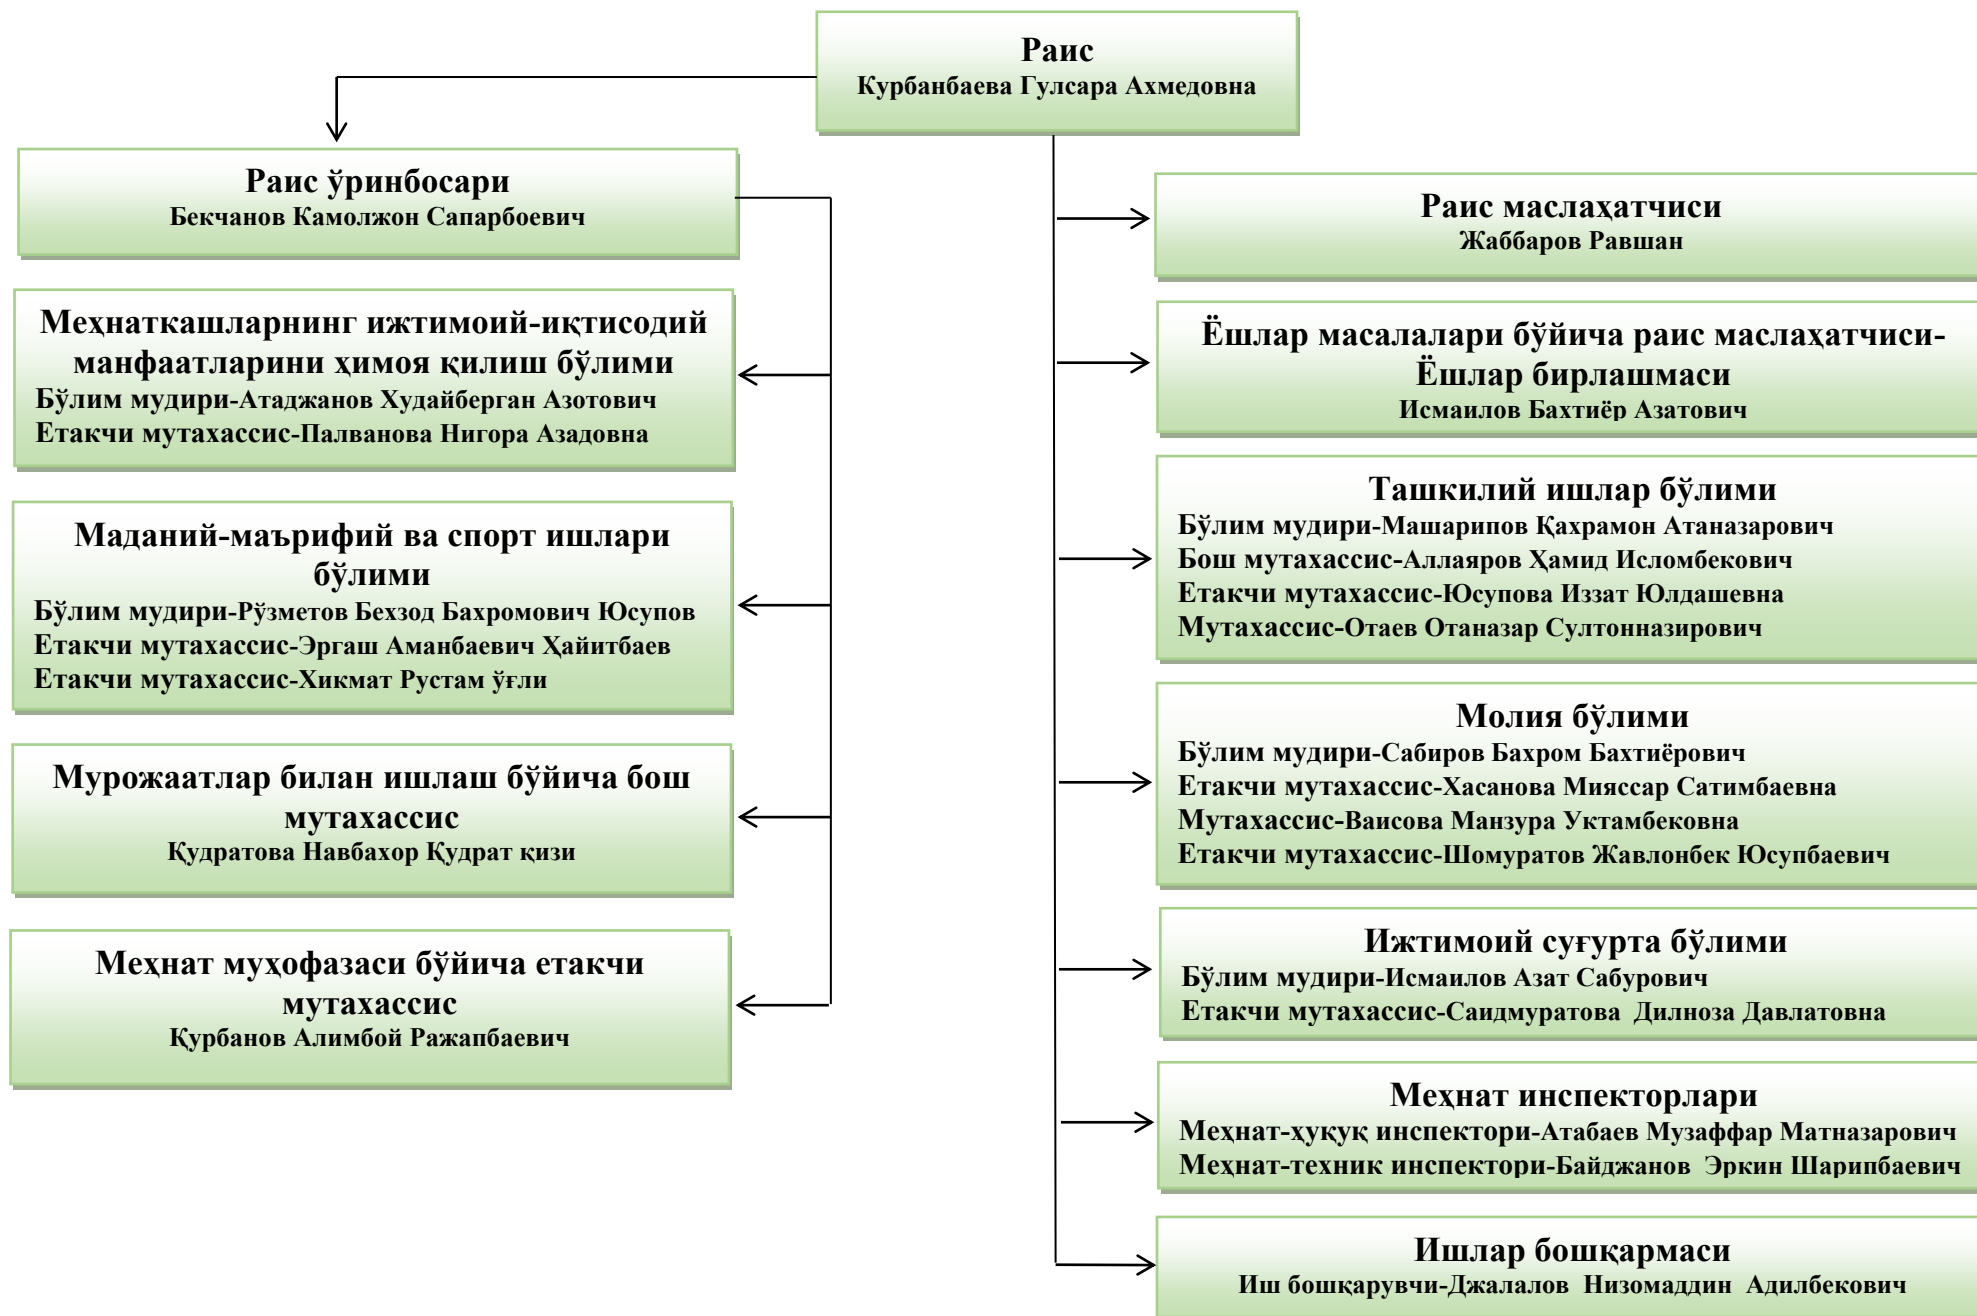 Раис
Курбанбаева Гулсара Ахмедовна
Раис ўринбосари
Бекчанов Камолжон Сапарбоевич
Меҳнаткашларнинг ижтимоий-иқтисодий
манфаатларини ҳимоя қилиш бўлими
Бўлим мудири-Атаджанов Худайберган Азотович
Етакчи мутахассис-Палванова Нигора Азадовна
Маданий-маърифий ва спорт ишлари
бўлими
Бўлим мудири-Рўзметов Бехзод Бахромович Юсупов
Етакчи мутахассис-Эргаш Аманбаевич Ҳайитбаев
Етакчи мутахассис-Хикмат Рустам ўғли
Мурожаатлар билан ишлаш бўйича бош
мутахассис
Қудратова Навбахор Қудрат қизи
Меҳнат муҳофазаси бўйича етакчи
мутахассис
Қурбанов Алимбой Ражапбаевич
Раис маслаҳатчиси
Жаббаров Равшан
Ёшлар масалалари бўйича раис маслаҳатчиси-
Ёшлар бирлашмаси
Исмаилов Бахтиёр Азатович
Ташкилий ишлар бўлими
Бўлим мудири-Машарипов Қахрамон Атаназарович
Бош мутахассис-Аллаяров Ҳамид Исломбекович
Етакчи мутахассис-Юсупова Иззат Юлдашевна
Мутахассис-Отаев Отаназар Султонназирович
Молия бўлими
Бўлим мудири-Сабиров Бахром Бахтиёрович
Етакчи мутахассис-Хасанова Мияссар Сатимбаевна
Мутахассис-Ваисова Манзура Уктамбековна
Етакчи мутахассис-Шомуратов Жавлонбек Юсупбаевич
Ижтимоий суғурта бўлими
Бўлим мудири-Исмаилов Азат Сабурович
Етакчи мутахассис-Саидмуратова Дилноза Давлатовна
Меҳнат инспекторлари
Меҳнат-ҳуқуқ инспектори-Атабаев Музаффар Матназарович
Меҳнат-техник инспектори-Байджанов Эркин Шарипбаевич
Ишлар бошқармаси
Иш бошқарувчи-Джалалов Низомаддин Адилбекович